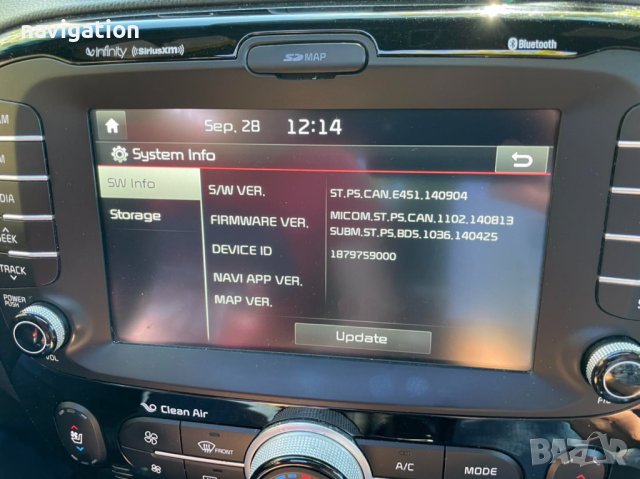 navigation
infinity ((SiriusXM))
SD MAP
Bluetooth
Sep. 28 12:14
System Info
SW Info
Storage
S/W VER. ST.PS.CAN.E451.140904
FIRMWARE VER. MICOM.ST.PS.CAN.1102.140813
SUBM.ST.PS.BDS.1036.140425
DEVICE ID 1879759000
NAVI APP VER.
MAP VER.
Update
SEEK
TRACK
POWER
PUSH
VOL
Clean Air
FRONT
A/C
MODE
BAZAR